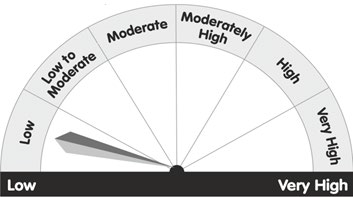 Low
Low to
Moderate
Moderate
Moderately
High
High
Very High
Low
Very High